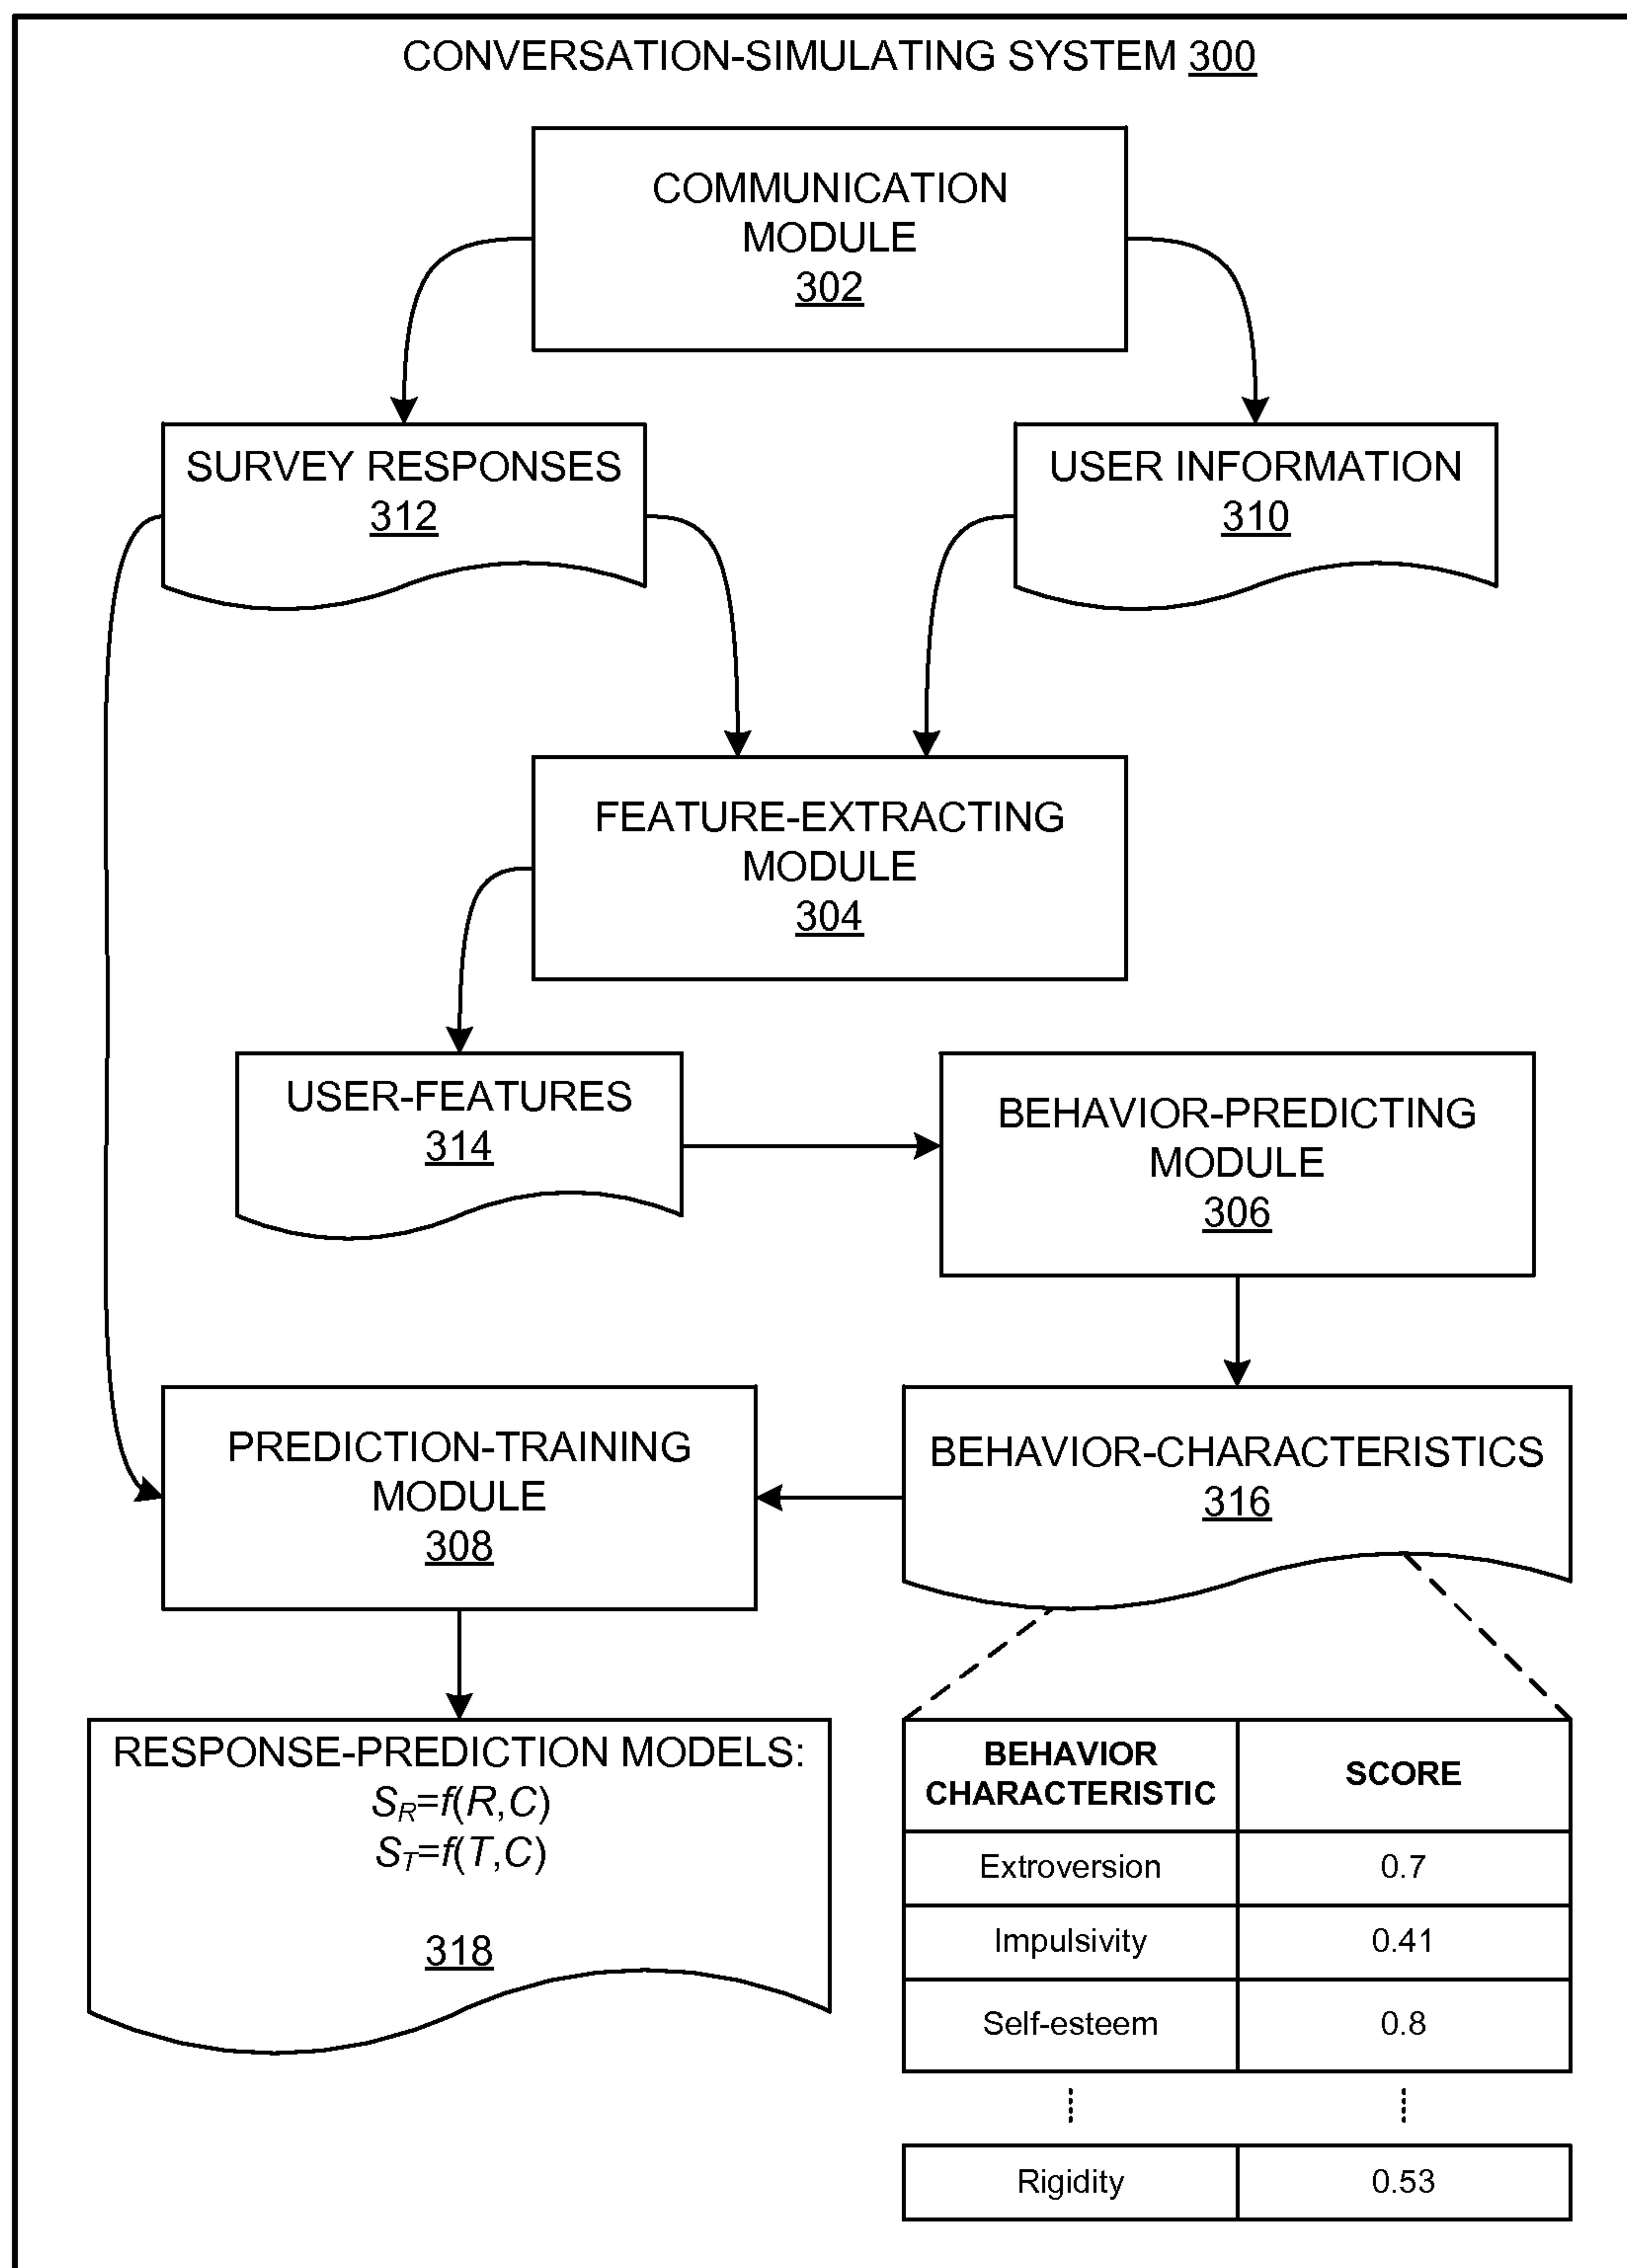 CONVERSATION-SIMULATING SYSTEM 300
COMMUNICATION
MODULE
302
SURVEY RESPONSES
312
USER INFORMATION
310
FEATURE-EXTRACTING
MODULE
304
USER-FEATURES
314
BEHAVIOR-PREDICTING
MODULE
306
PREDICTION-TRAINING
MODULE
308
BEHAVIOR-CHARACTERISTICS
316
RESPONSE-PREDICTION MODELS:
S_R=f(R,C)
S_T=f(T,C)
318
BEHAVIOR
CHARACTERISTIC
SCORE
Extroversion 0.7
Impulsivity 0.41
Self-esteem 0.8
Rigidity 0.53